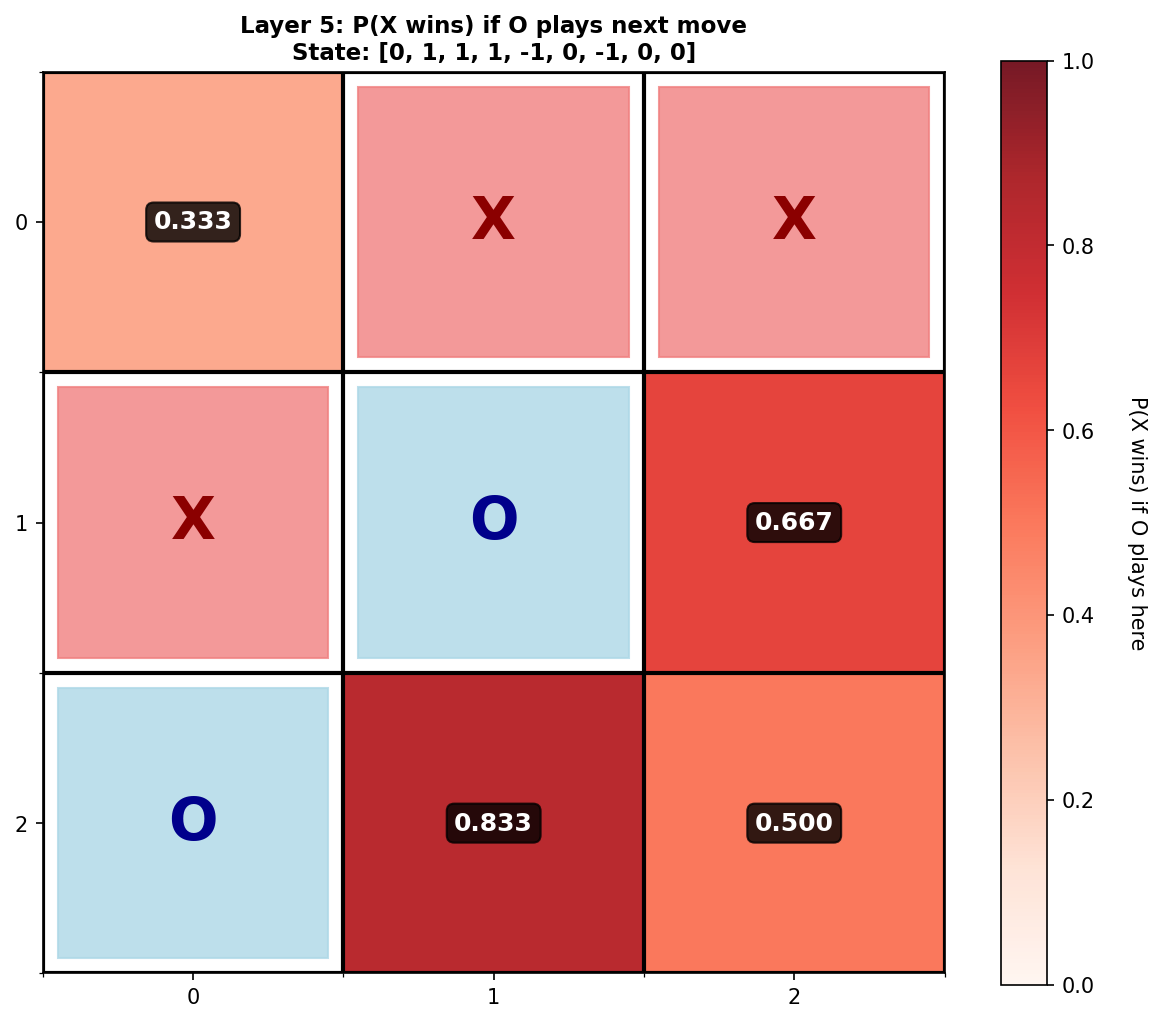 Layer 5: P(X wins) if O plays next move
State: [0, 1, 1, 1, -1, 0, -1, 0, 0]
0
0.333
X
X
1
X
O
0.667
2
O
0.833
0.500
0
1
2
1.0
0.8
0.6
0.4
0.2
0.0
P(X wins) if O plays here